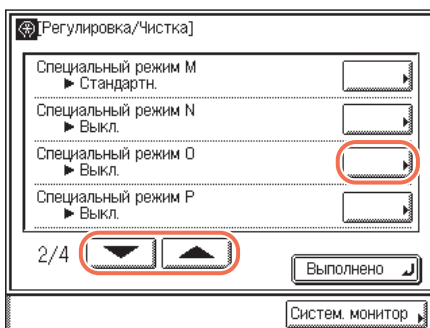 [Регулировка/Чистка]
Специальный режим M
► Стандартн.
Специальный режим N
► Выкл.
Специальный режим O
► Выкл.
Специальный режим P
► Выкл.
2/4
Выполнено
Систем. монитор